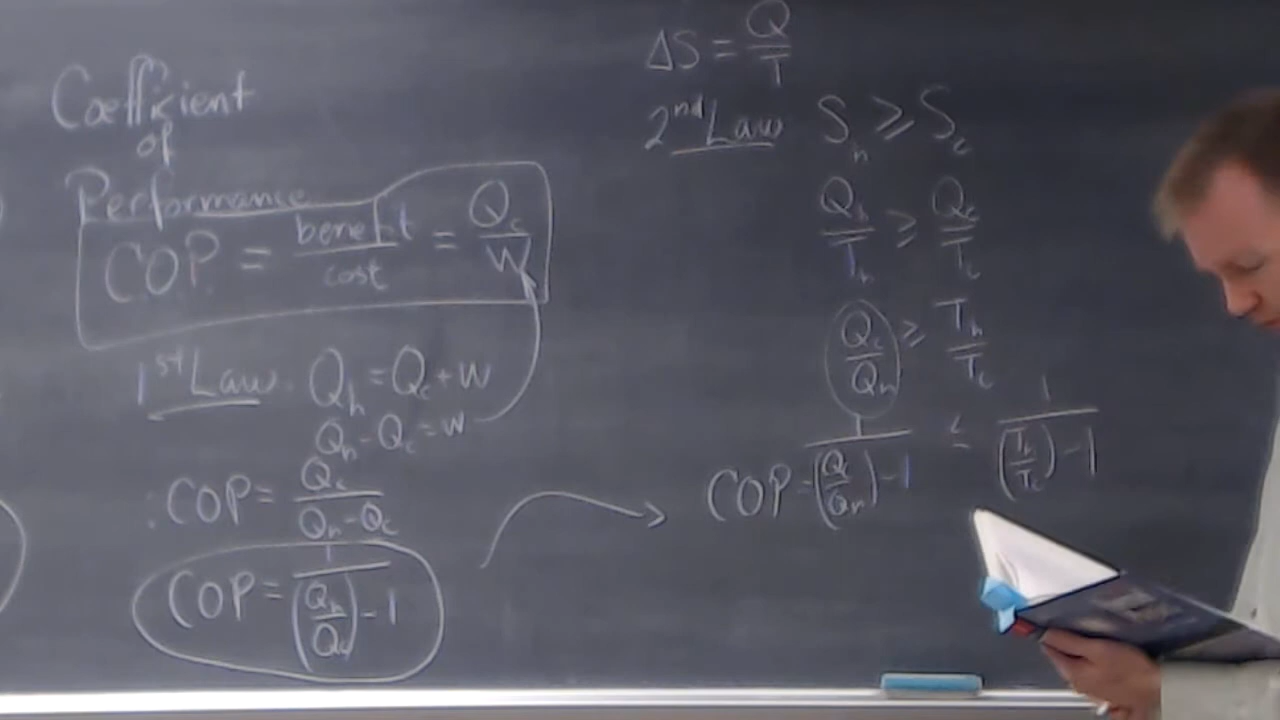 Coefficient
of
Performance
COP = benefit/cost = Qc/W
1st Law. Qh = Qc + W
Qh - Qc = W
: COP = Qc/(Qh - Qc)
COP = 1/((Qh/Qc) - 1)
ΔS = Q/T
2nd Law Sh ≥ Sc
Qh/Th ≥ Qc/Tc
Qc/Qh ≥ Th/Tc
COP = 1/((Qc/Qh) - 1) ≤ 1/((Th/Tc) - 1)